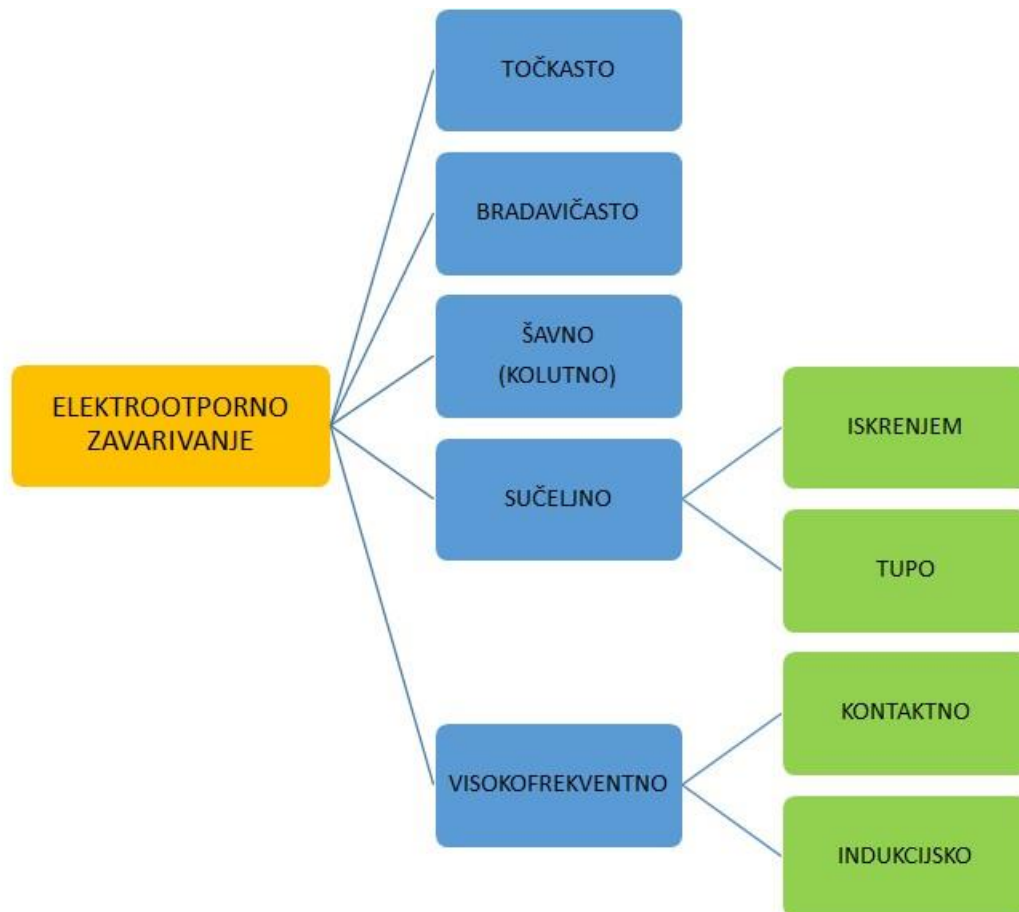 TOČKASTO
BRADAVIČASTO
ŠAVNO
(KOLUTNO)
ELEKTROOTPORNO
ZAVARIVANJE
ISKRENJEM
SUČELJNO
TUPO
KONTAKTNO
VISOKOFREKVENTNO
INDUKCIJSKO